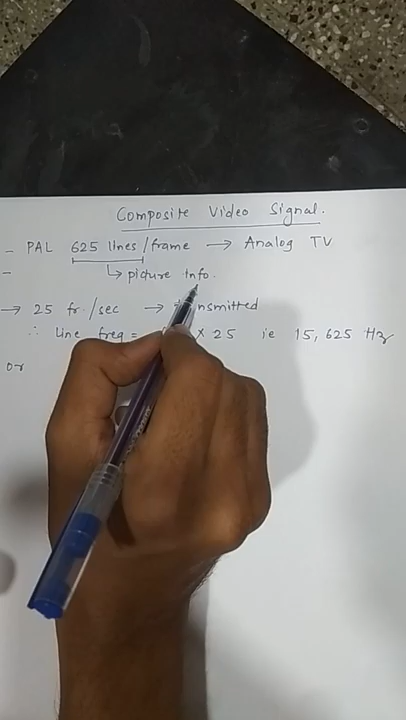 Composite Video Signal.
- PAL 625 lines/frame → Analog TV
- ↳ picture Info.
→ 25 fr./sec →
∴ Line freq = × 25 ie 15,625 Hz
or